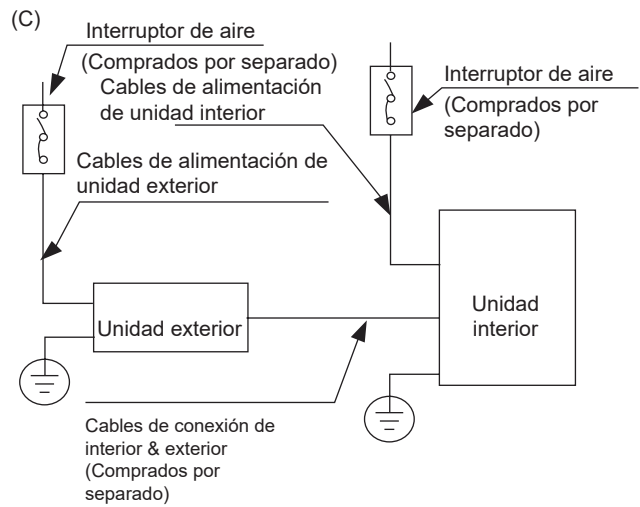 (C)
Interruptor de aire
(Comprados por separado)
Cables de alimentación
de unidad interior
Interruptor de aire
(Comprados por
separado)
Cables de alimentación de
unidad exterior
Unidad exterior
Unidad
interior
Cables de conexión de
interior & exterior
(Comprados por
separado)